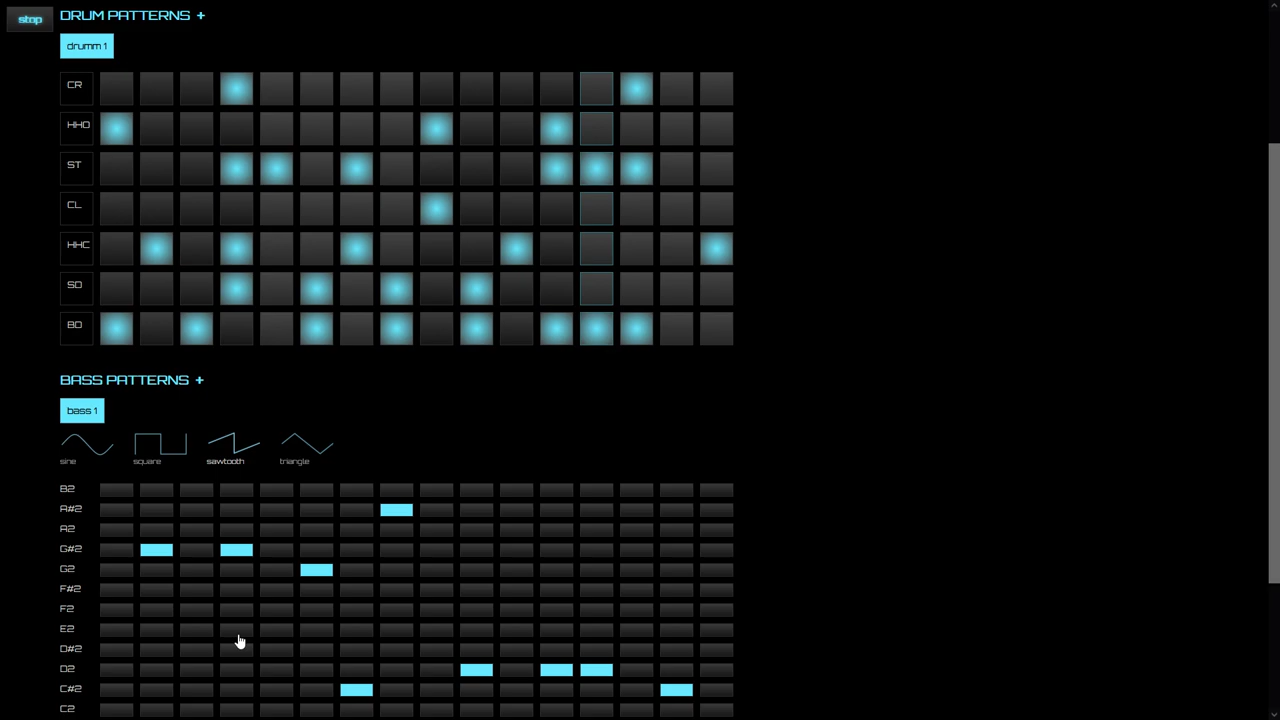 stop
DRUM PATTERNS +
drumm 1
CR
HHO
ST
CL
HHC
SD
BD
BASS PATTERNS +
bass 1
sine square sawtooth triangle
B2
A#2
A2
G#2
G2
F#2
F2
E2
D#2
D2
C#2
C2